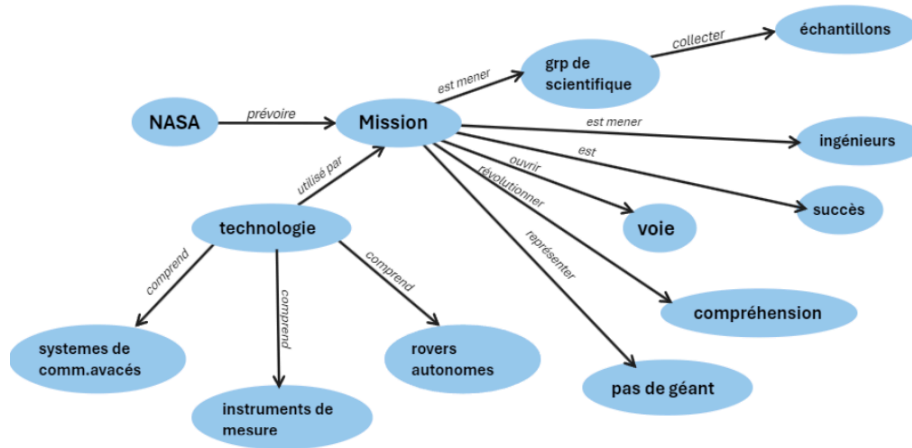 échantillons
collecter
grp de
scientifique
est mener
NASA
prévoire
Mission
est mener
ingénieurs
est
ouvrir
révolutionner
utilisé par
succès
technologie
voie
représenter
comprend
comprend
comprend
compréhension
systemes de
comm.avacés
rovers
autonomes
pas de géant
instruments de
mesure